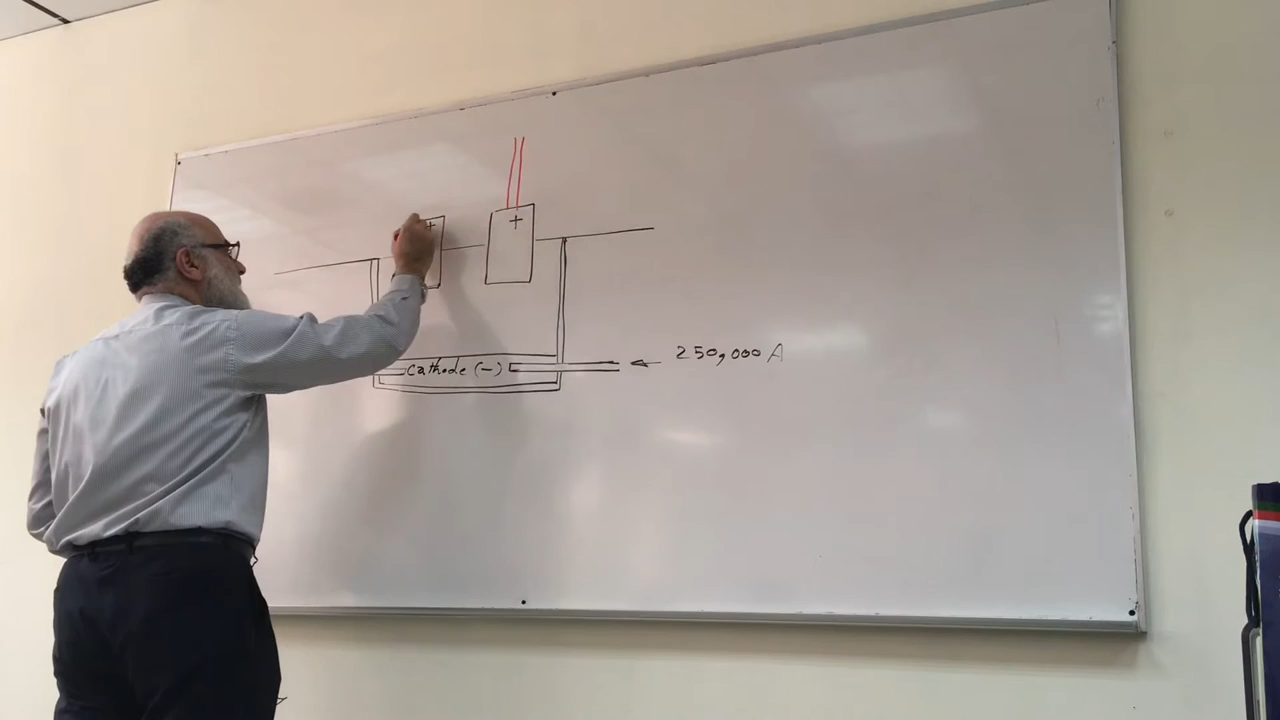 + +
Cathode (-)
250,000 A